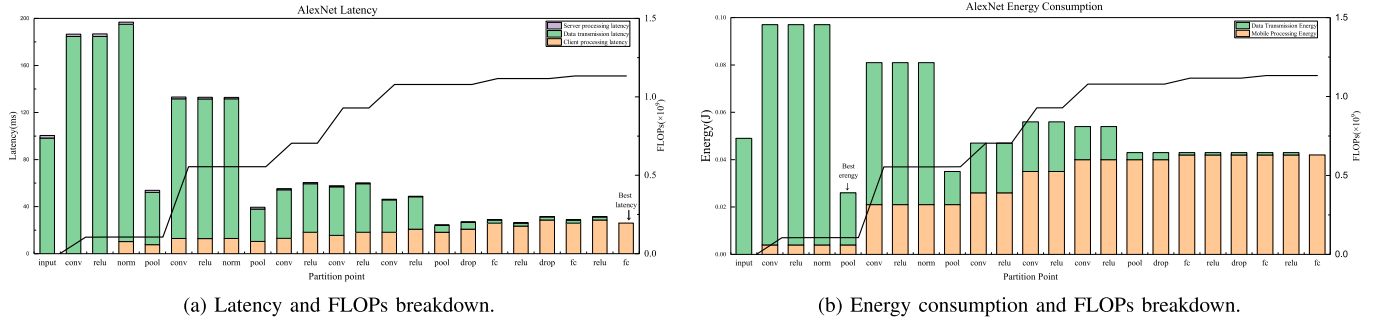 AlexNet Latency
Server processing latency
Data transmission latency
Client processing latency
Latency(ms)
200
160
120
80
40
0
1.5
1.0
0.5
0.0
FLOPs(×10⁹)
Best
latency
input conv relu norm pool conv relu norm pool conv relu conv relu conv relu pool drop fc relu drop fc relu fc
Partition point
(a) Latency and FLOPs breakdown.
AlexNet Energy Consumption
Data Transmission Energy
Mobile Processing Energy
Energy(J)
0.10
0.08
0.06
0.04
0.02
0.00
1.5
1.0
0.5
0.0
FLOPs(×10⁹)
Best
erengy
input conv relu norm pool conv relu norm pool conv relu conv relu conv relu pool drop fc relu drop fc relu fc
Partition Point
(b) Energy consumption and FLOPs breakdown.